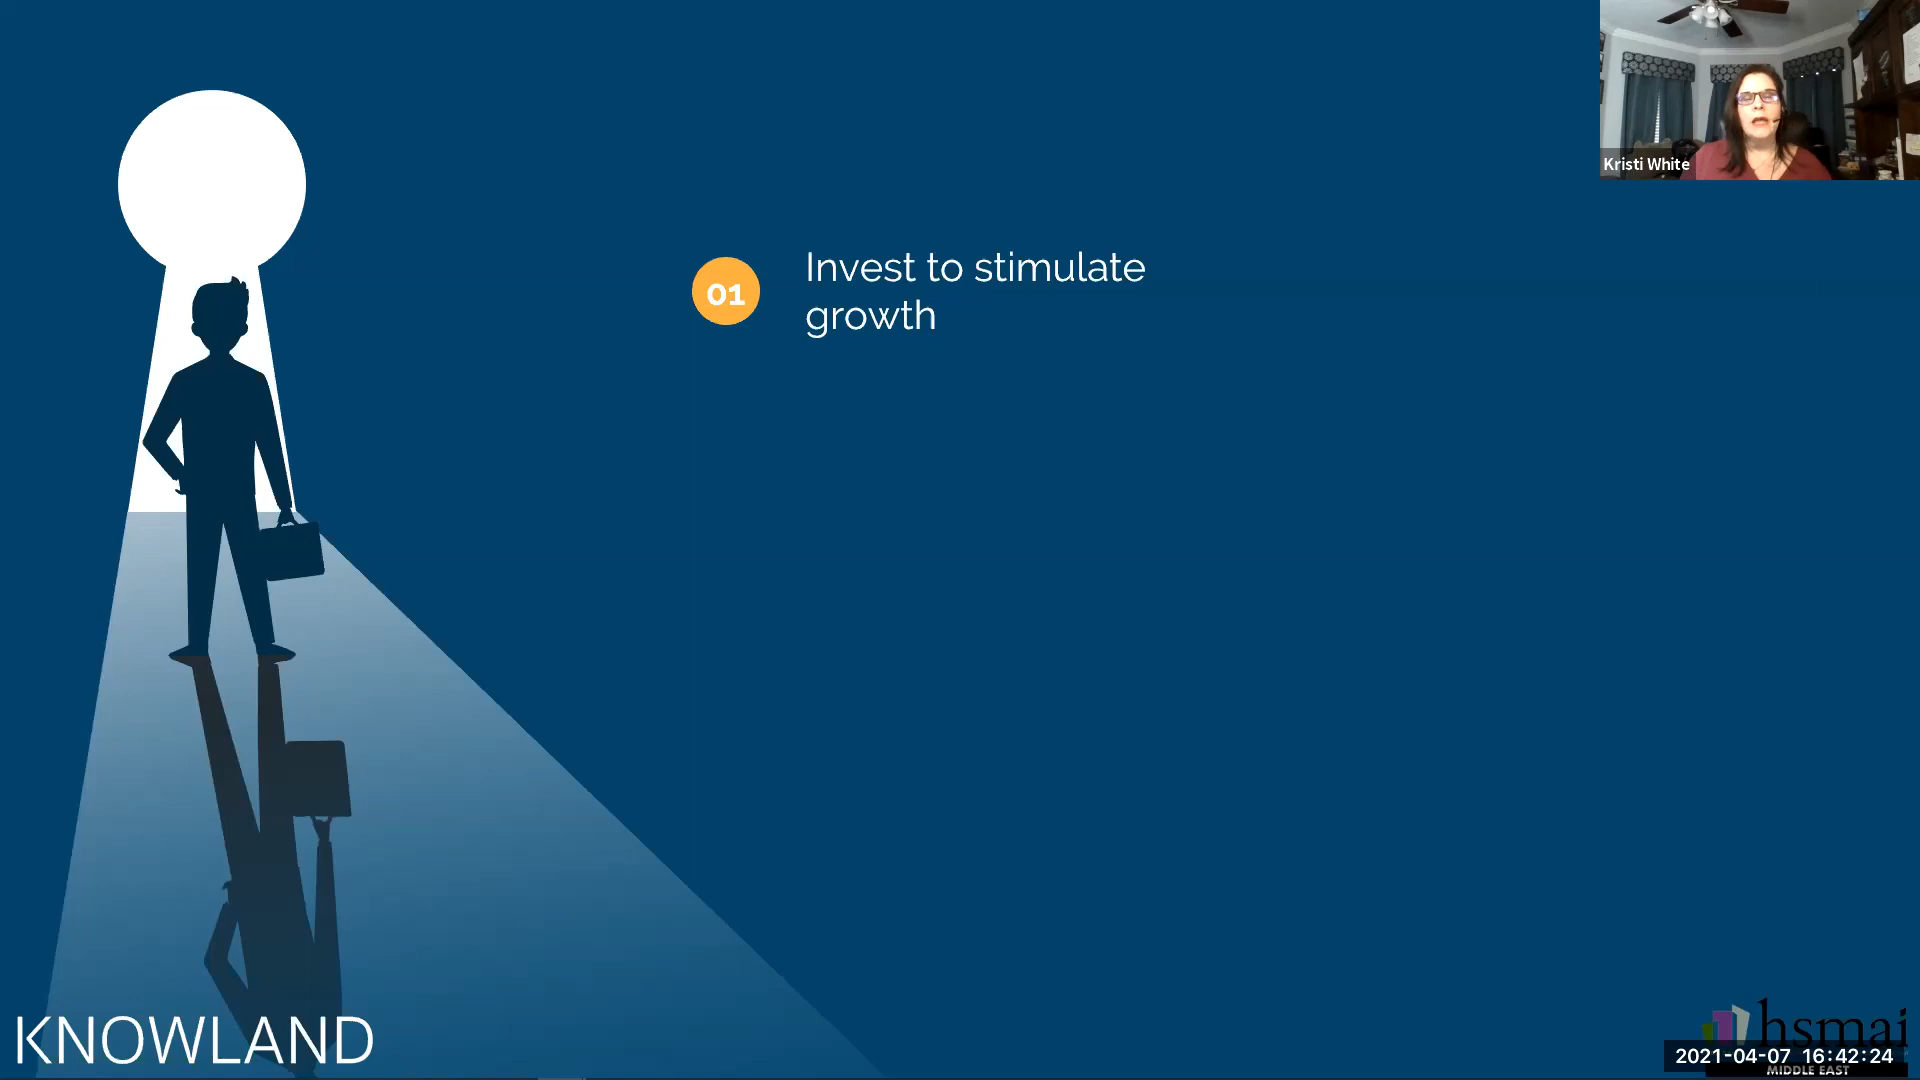 Kristi White
01
Invest to stimulate
growth
KNOWLAND
hsmai
2021-04-07 16:42:24
MIDDLE EAST